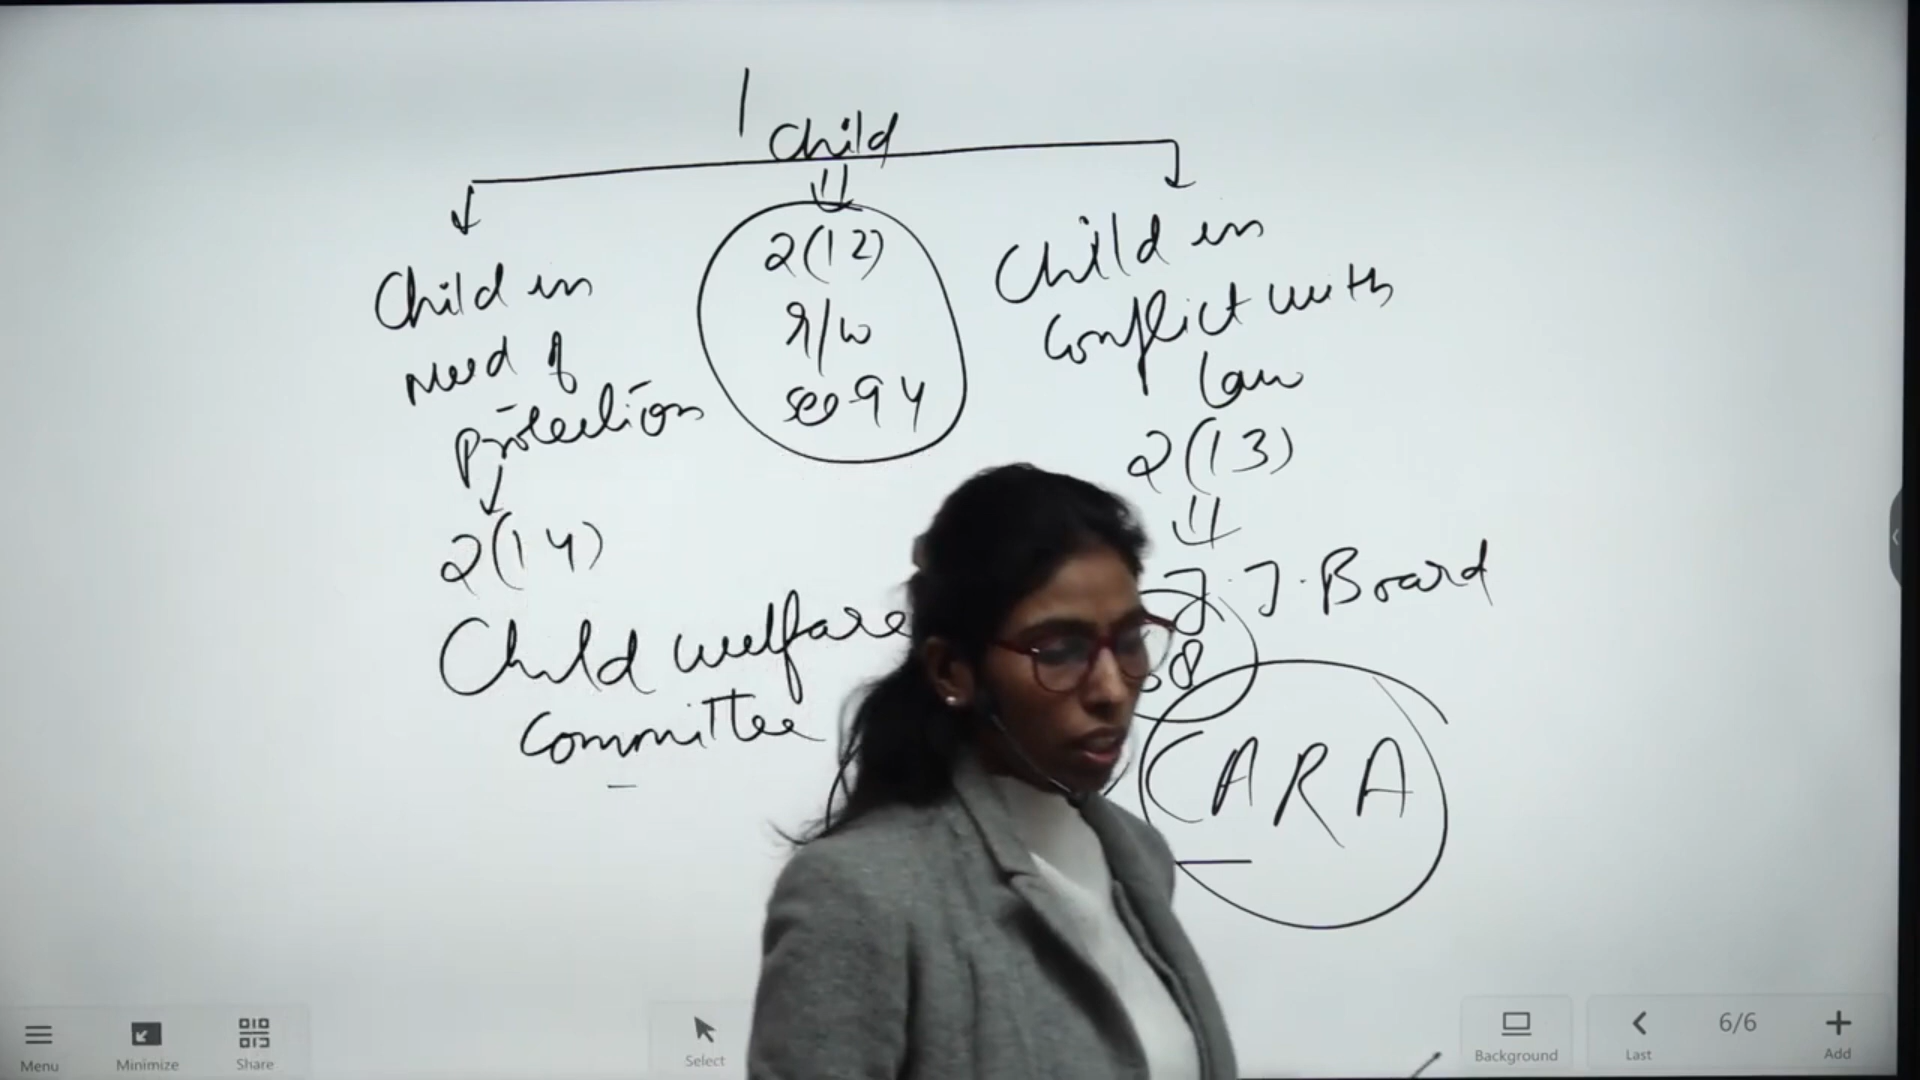 Child
2(12)
r/w
sec 94
Child in
need of
protection
2(14)
Child welfare
Committee
Child in
Conflict with
law
2(13)
J.J. Board
CARA
Menu
Minimize
Share
Select
Background
Last
6/6
Add